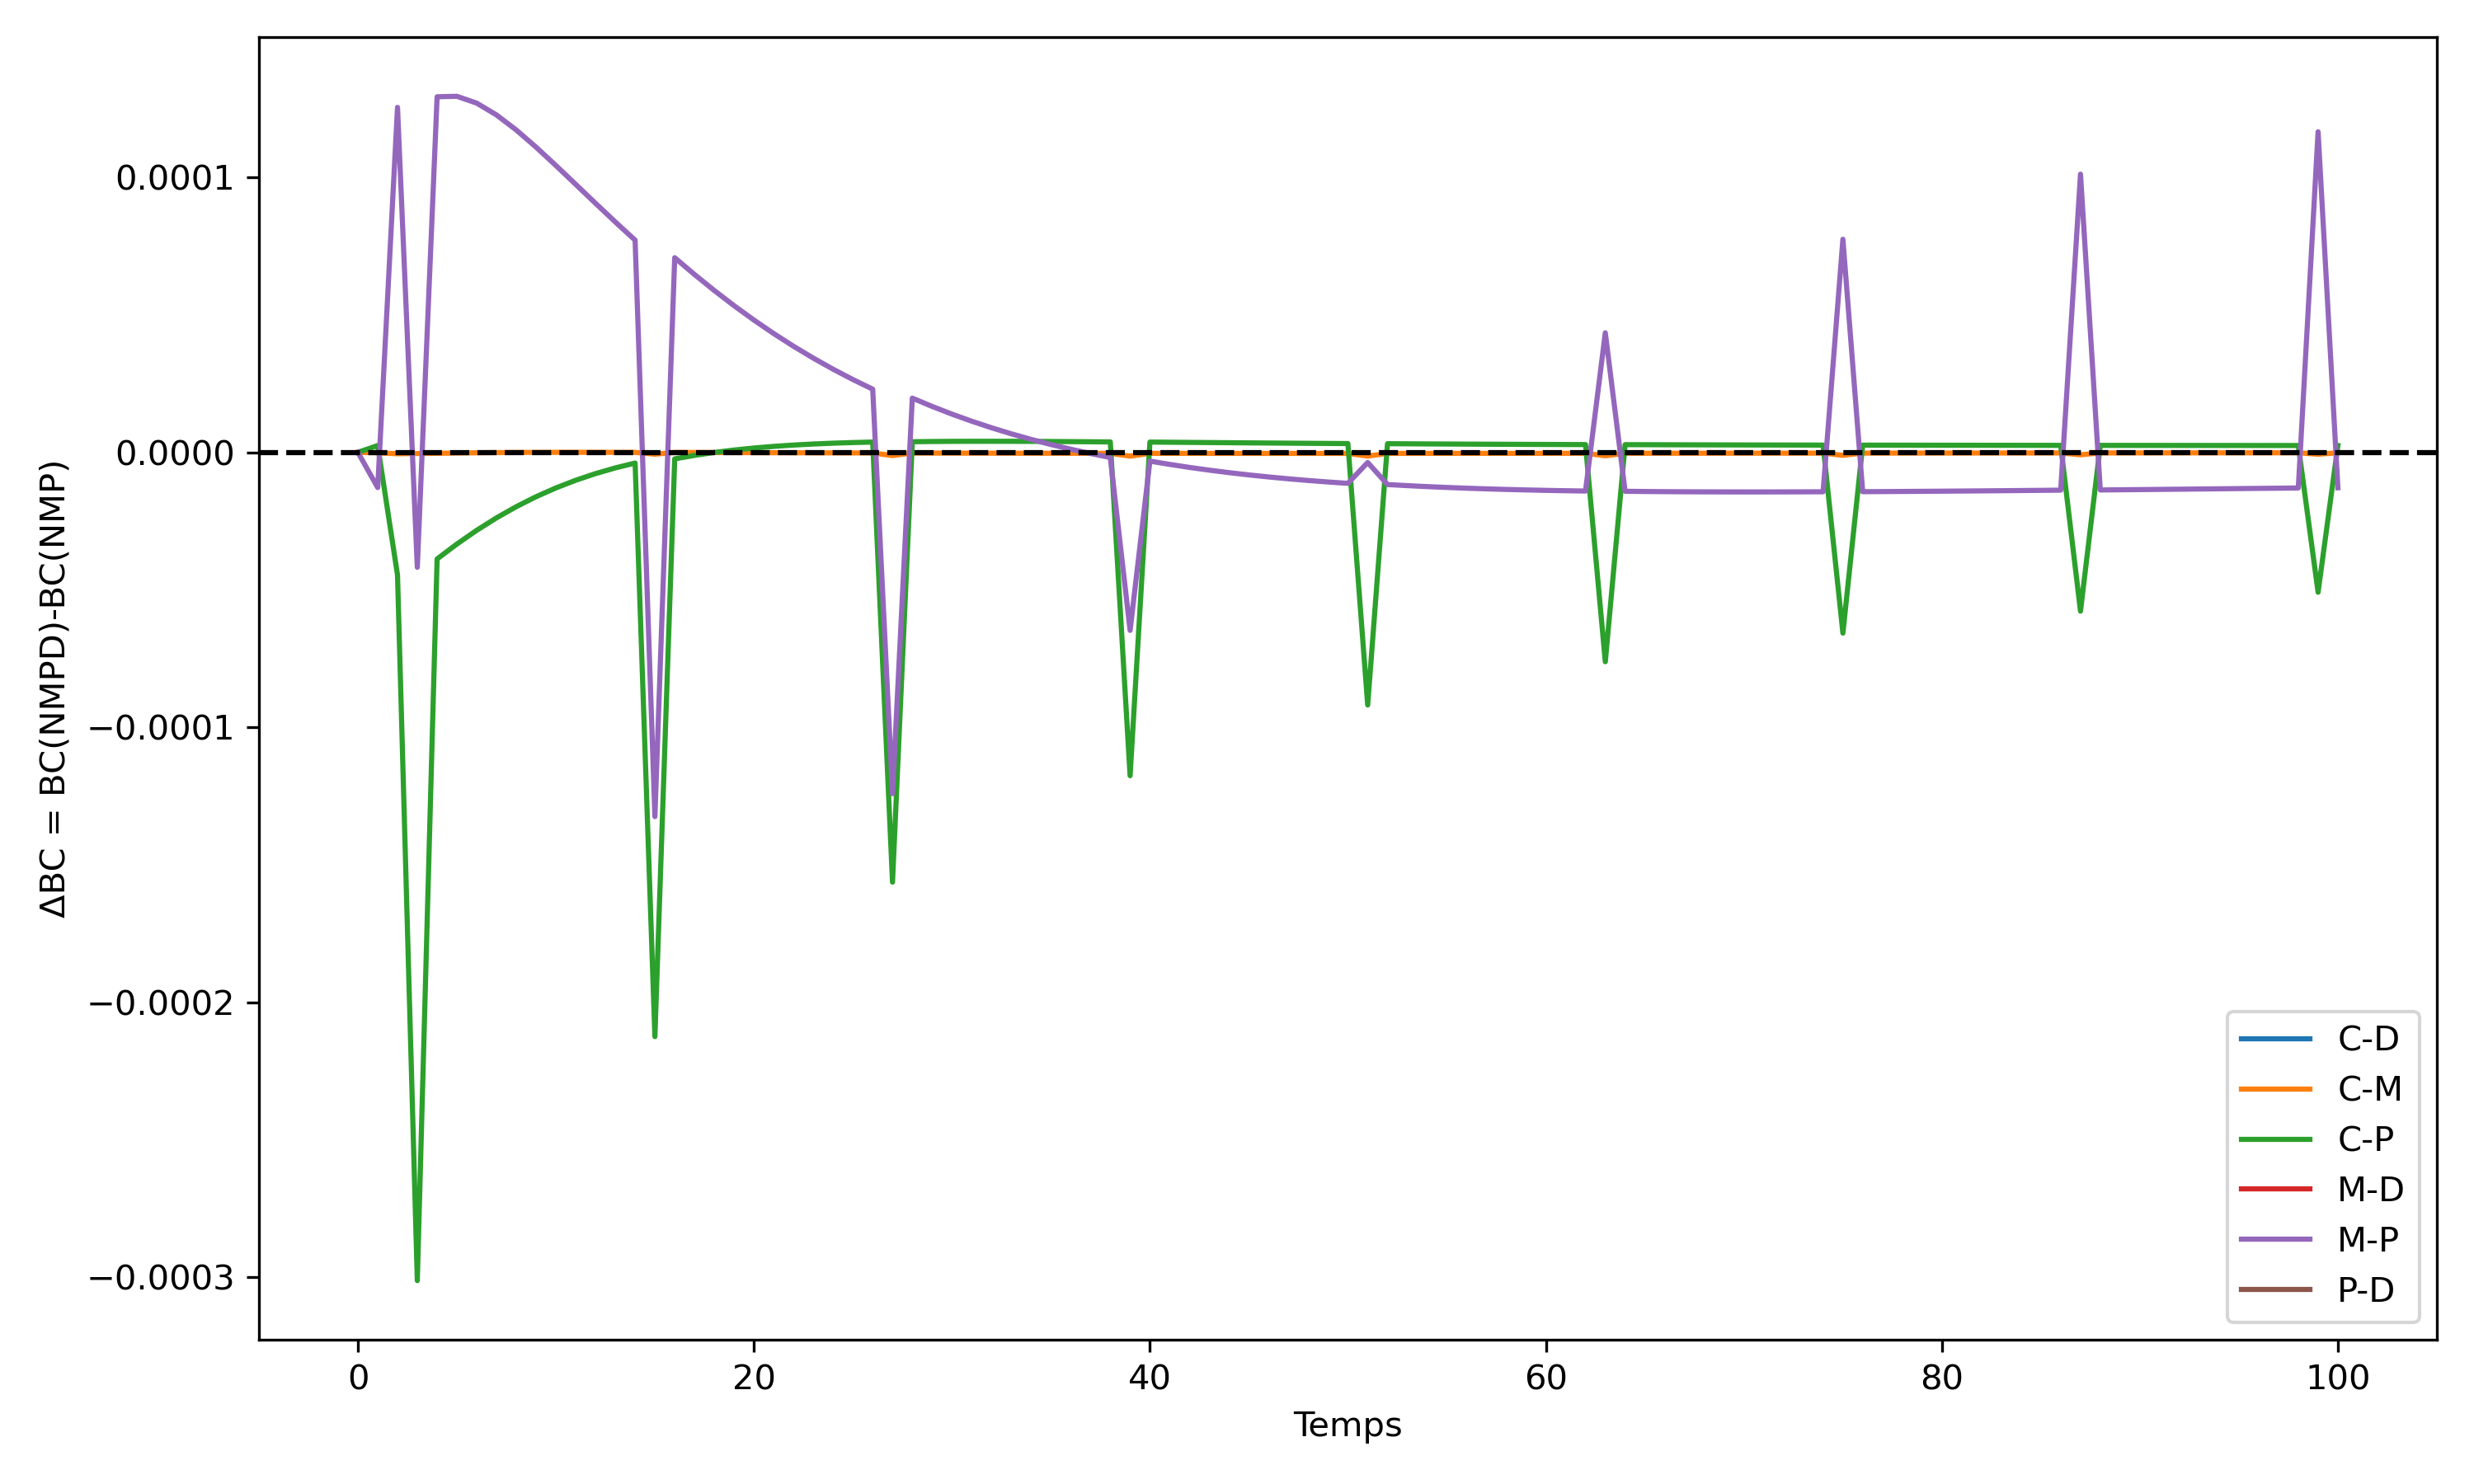 ΔBC = BC(NMPD)-BC(NMP)
0.0001
0.0000
−0.0001
−0.0002
−0.0003
0
20
40
60
80
100
Temps
C-D
C-M
C-P
M-D
M-P
P-D